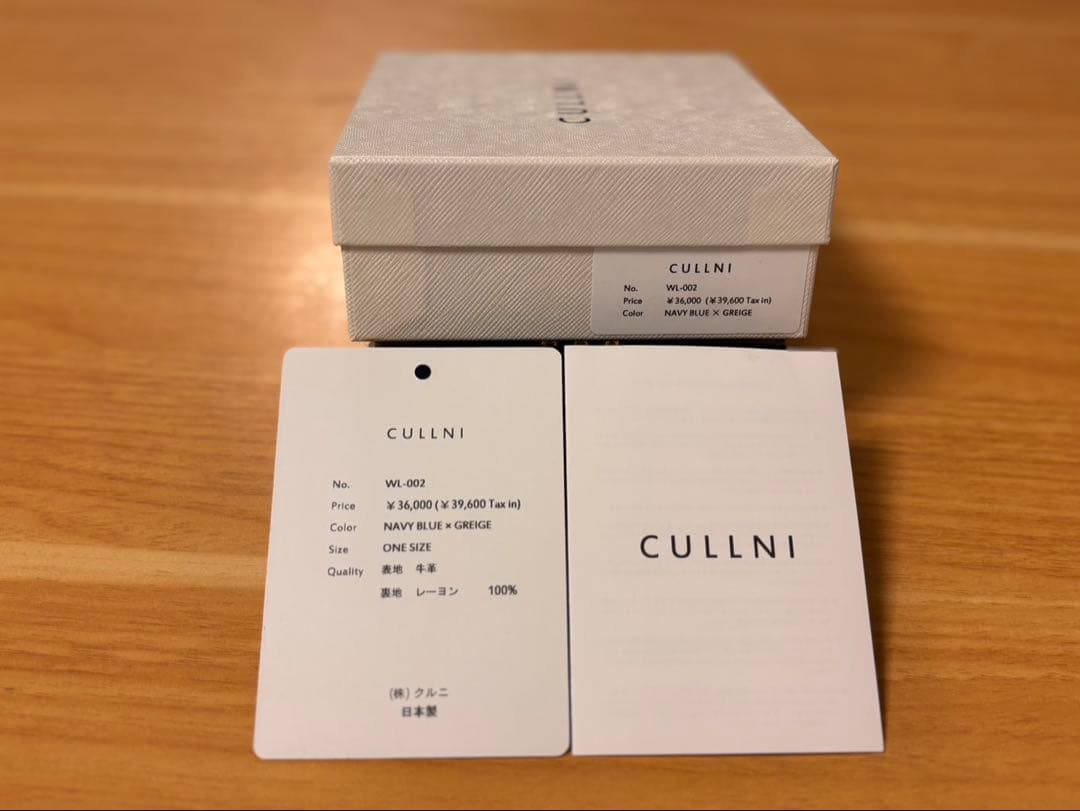 CULLNI
CULLNI
No. WL-002
Price ¥36,000 (¥39,600 Tax in)
Color NAVY BLUE × GREIGE
CULLNI
No. WL-002
Price ¥36,000 (¥39,600 Tax in)
Color NAVY BLUE × GREIGE
Size ONE SIZE
Quality 表地 牛革
裏地 レーヨン 100%
(株) クルニ
日本製
CULLNI